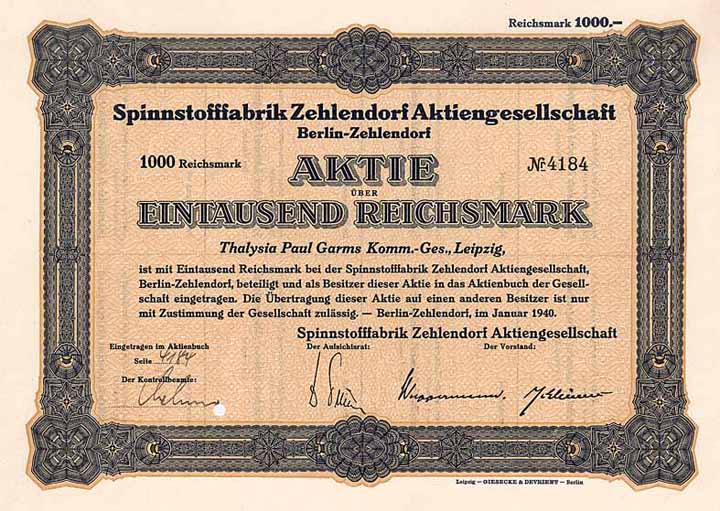 Reichsmark 1000.–
Spinnstofffabrik Zehlendorf Aktiengesellschaft
Berlin-Zehlendorf
1000 Reichsmark AKTIE № 4184
ÜBER
EINTAUSEND REICHSMARK
Thalysia Paul Garms Komm.-Ges., Leipzig,
ist mit Eintausend Reichsmark bei der Spinnstofffabrik Zehlendorf Aktiengesellschaft,
Berlin-Zehlendorf, beteiligt und als Besitzer dieser Aktie in das Aktienbuch der Gesell-
schaft eingetragen. Die Übertragung dieser Aktie auf einen anderen Besitzer ist nur
mit Zustimmung der Gesellschaft zulässig. — Berlin-Zehlendorf, im Januar 1940.
Spinnstofffabrik Zehlendorf Aktiengesellschaft
Eingetragen im Aktienbuch Der Aufsichtsrat: Der Vorstand:
Seite 4184
Der Kontrollbeamte:
Leipzig — GIESECKE & DEVRIENT — Berlin